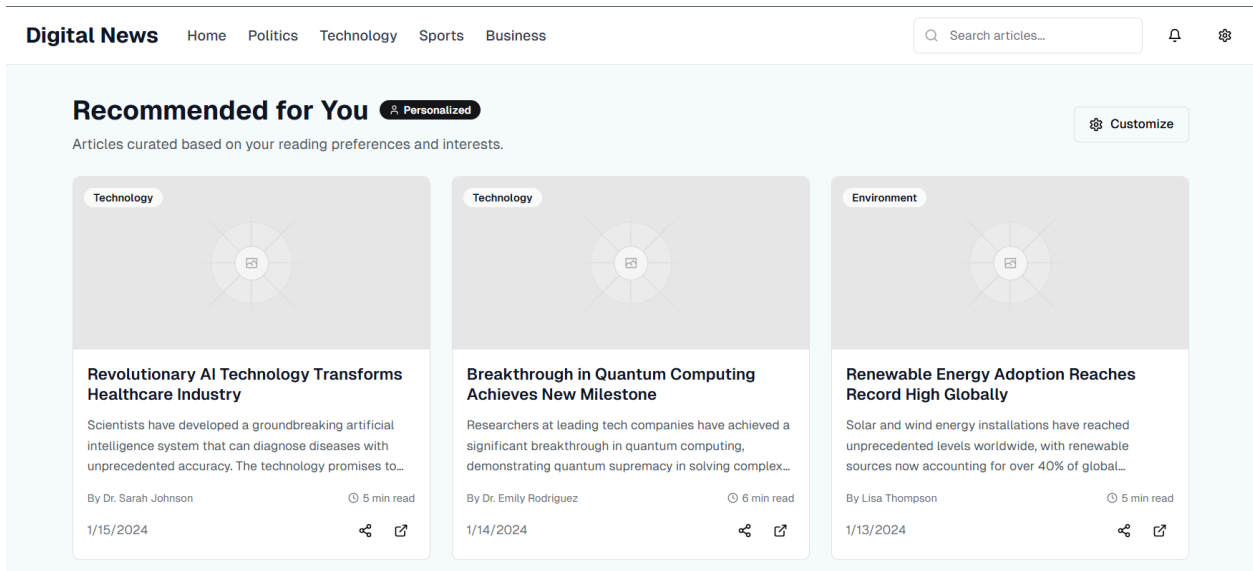 Digital News Home Politics Technology Sports Business Search articles...
Recommended for You Personalized
Articles curated based on your reading preferences and interests.
Customize
Technology
Revolutionary AI Technology Transforms
Healthcare Industry
Scientists have developed a groundbreaking artificial
intelligence system that can diagnose diseases with
unprecedented accuracy. The technology promises to...
By Dr. Sarah Johnson 5 min read
1/15/2024
Technology
Breakthrough in Quantum Computing
Achieves New Milestone
Researchers at leading tech companies have achieved a
significant breakthrough in quantum computing,
demonstrating quantum supremacy in solving complex...
By Dr. Emily Rodriguez 6 min read
1/14/2024
Environment
Renewable Energy Adoption Reaches
Record High Globally
Solar and wind energy installations have reached
unprecedented levels worldwide, with renewable
sources now accounting for over 40% of global...
By Lisa Thompson 5 min read
1/13/2024